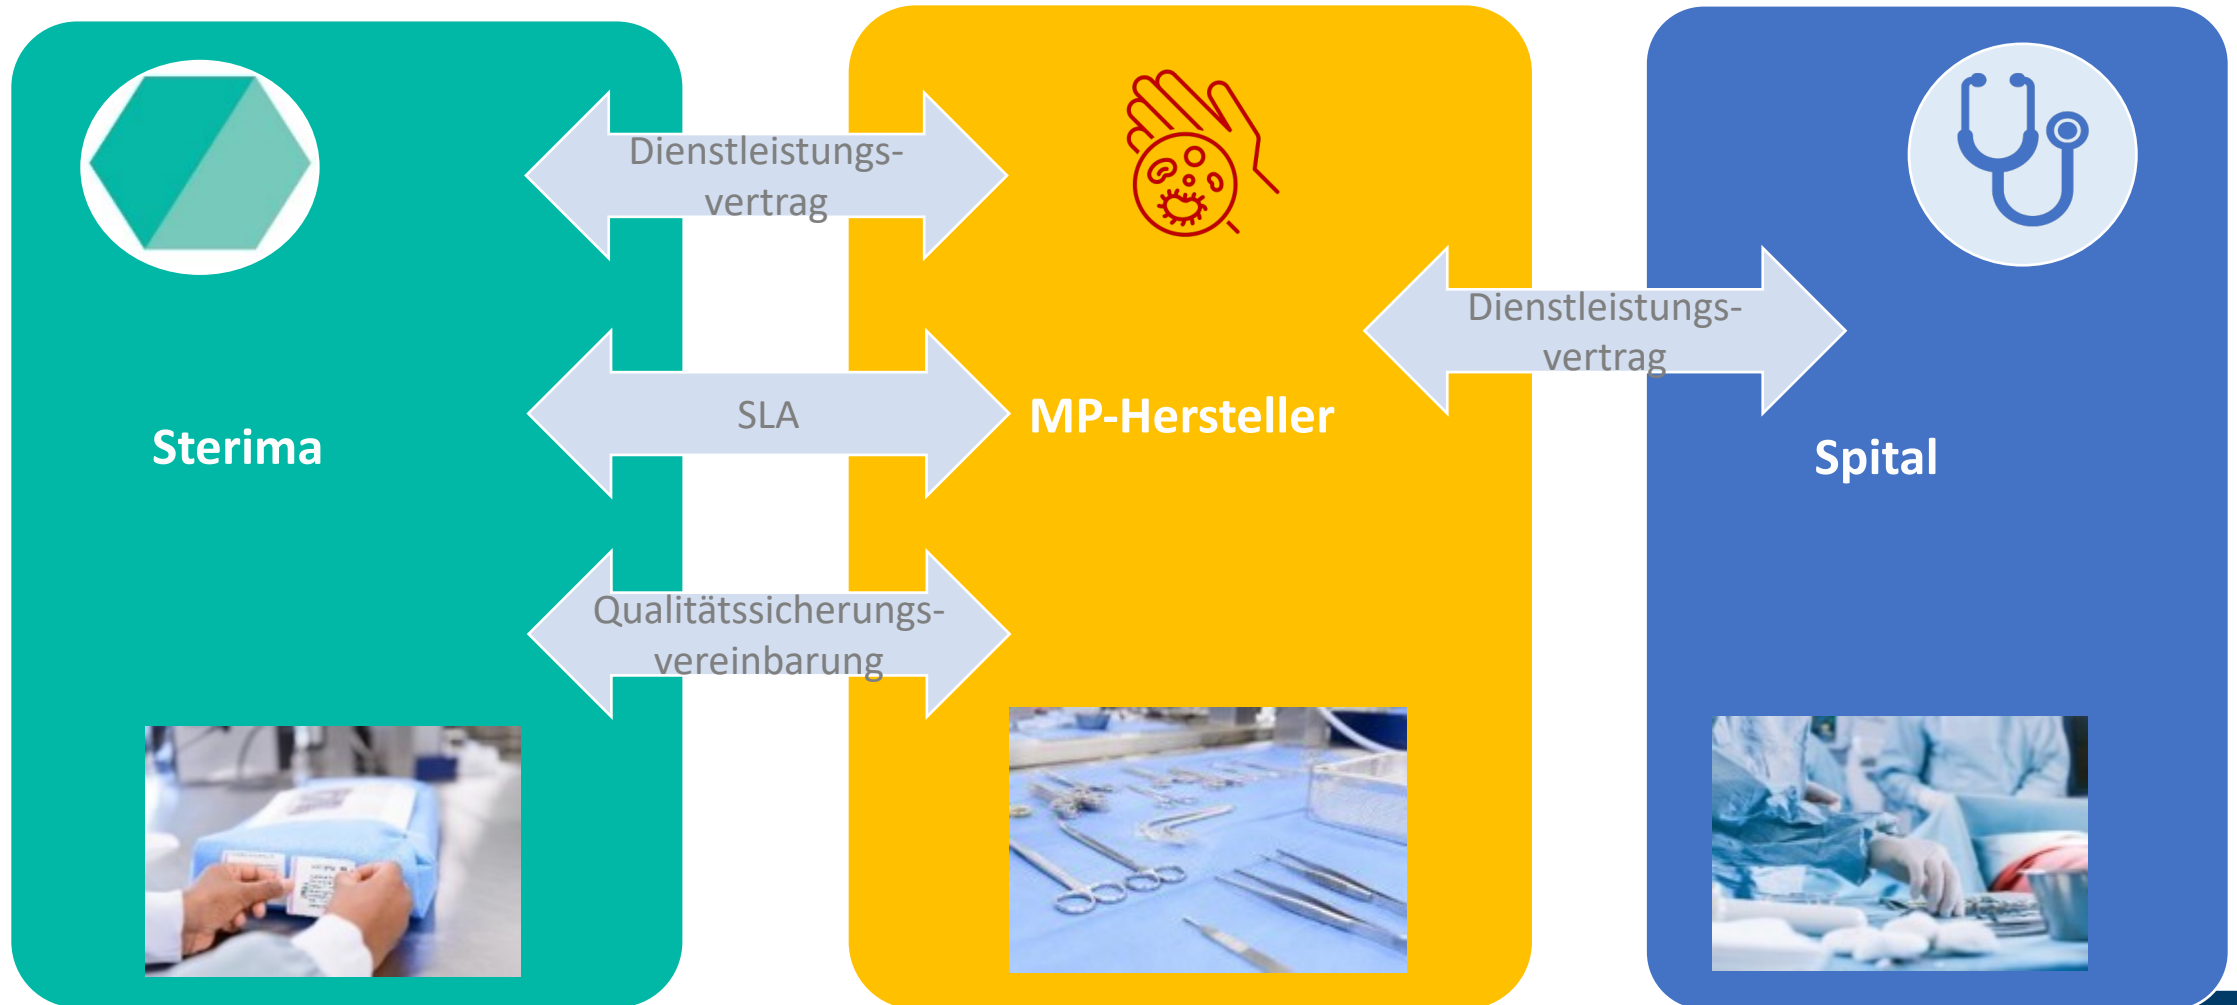 Dienstleistungs-
vertrag
Dienstleistungs-
vertrag
SLA
MP-Hersteller
Sterima
Spital
Qualitätssicherungs-
vereinbarung